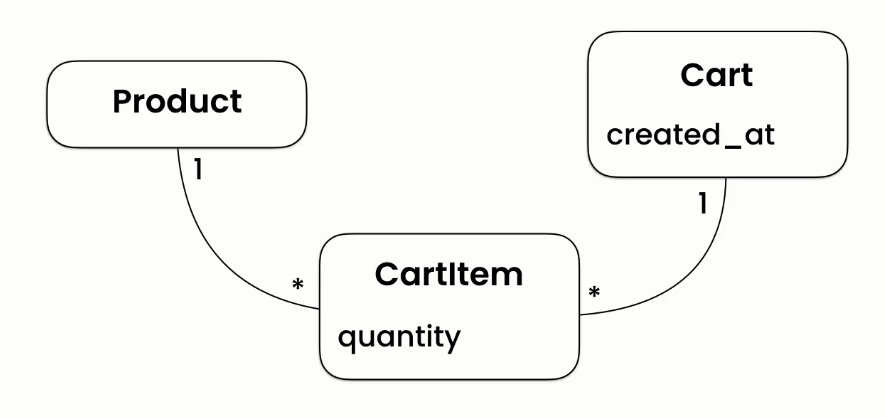 Product
1
Cart
created_at
1
*
CartItem
quantity
*